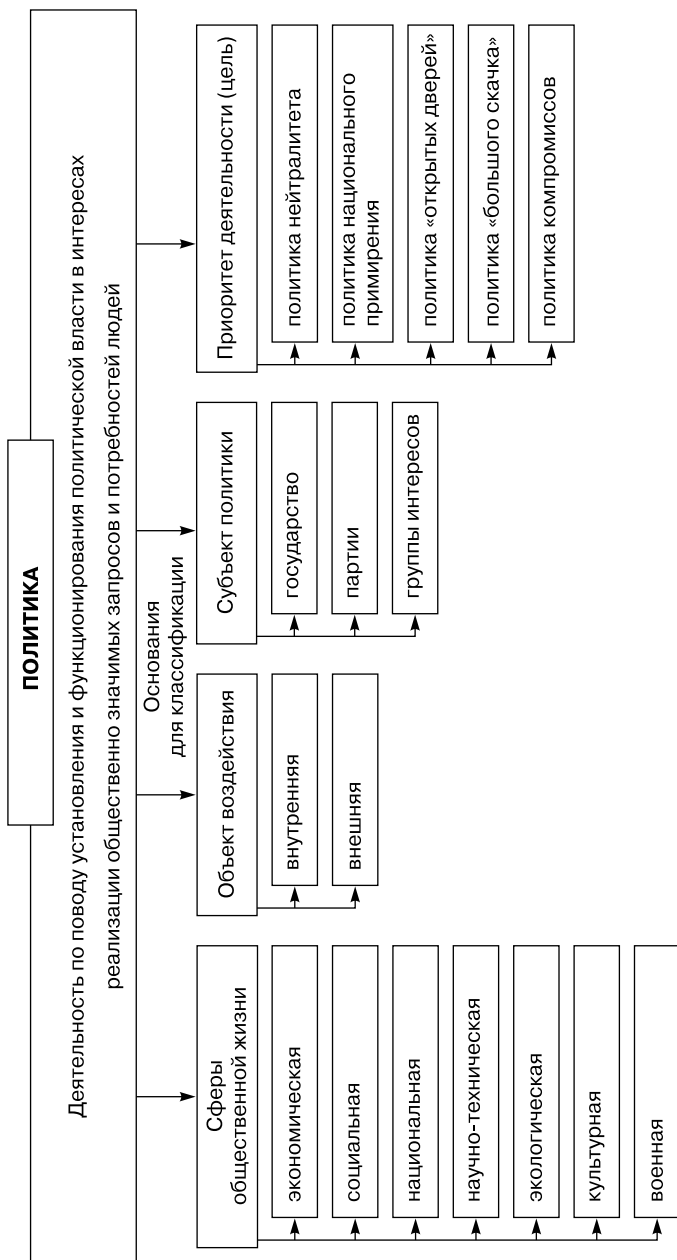 ПОЛИТИКА
Деятельность по поводу установления и функционирования политической власти в интересах
реализации общественно значимых запросов и потребностей людей
Основания
для классификации
Сферы
общественной жизни
экономическая
социальная
национальная
научно-техническая
экологическая
культурная
военная
Объект воздействия
внутренняя
внешняя
Субъект политики
государство
партии
группы интересов
Приоритет деятельности (цель)
политика нейтралитета
политика национального
примирения
политика «открытых дверей»
политика «большого скачка»
политика компромиссов